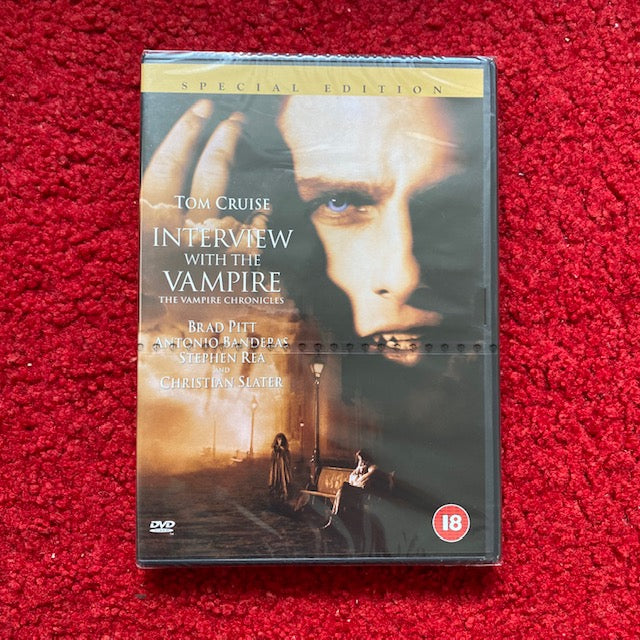 SPECIAL EDITION
TOM CRUISE
INTERVIEW
WITH THE
VAMPIRE
THE VAMPIRE CHRONICLES
BRAD PITT
ANTONIO BANDERAS
STEPHEN REA
AND
CHRISTIAN SLATER
DVD
18